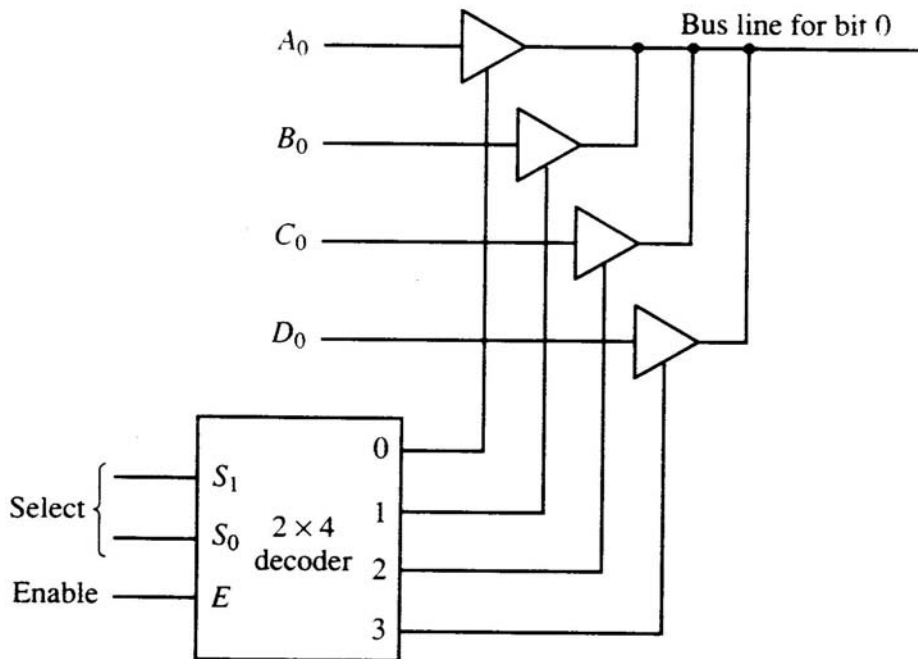 Bus line for bit 0
A₀
B₀
C₀
D₀
0
S₁
Select
1
S₀
2 × 4
decoder
2
Enable
E
3